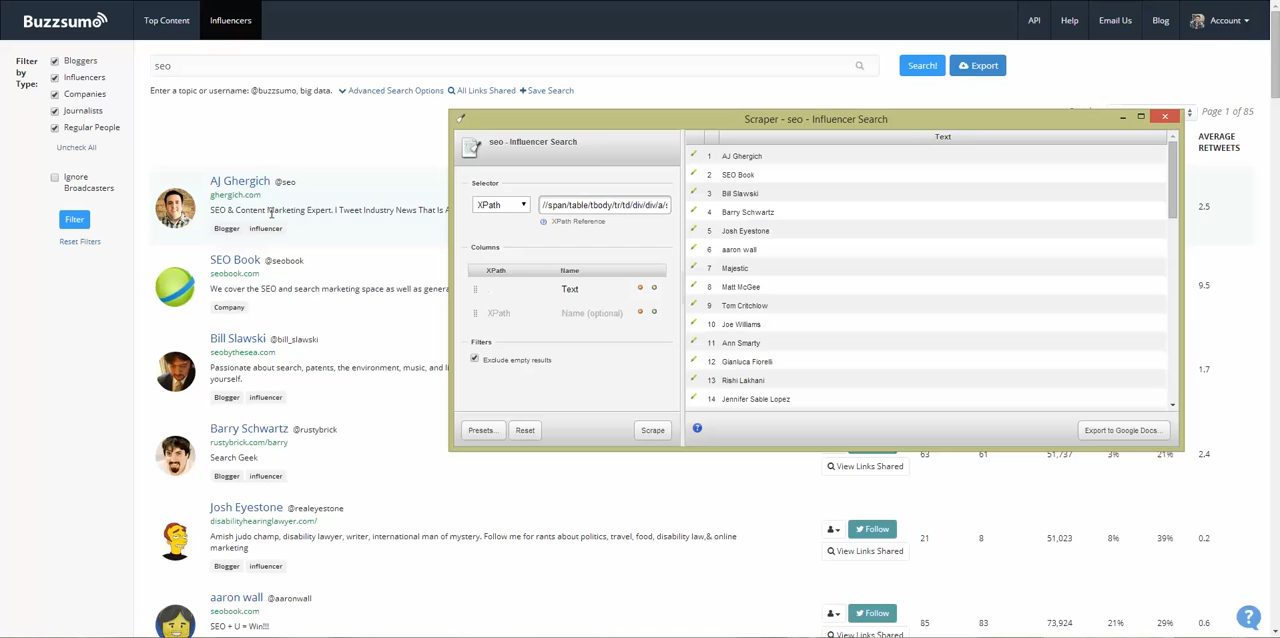 Buzzsumo
Top Content
Influencers
API
Help
Email Us
Blog
Account
Filter by Type:
Bloggers
Influencers
Companies
Journalists
Regular People
Uncheck All
Ignore Broadcasters
Filter
Reset Filters
seo
Search!
Export
Enter a topic or username: @buzzsumo, big data.
Advanced Search Options
All Links Shared
Save Search
Page 1 of 85
AVERAGE RETWEETS
AJ Ghergich @seo
ghergich.com
SEO & Content Marketing Expert. I Tweet Industry News That Is
Blogger influencer
2.5
SEO Book @seobook
seobook.com
We cover the SEO and search marketing space as well as
Company
9.5
Bill Slawski @bill_slawski
seobythesea.com
Passionate about search, patents, the environment, music, and
yourself.
Blogger influencer
1.7
Barry Schwartz @rustybrick
rustybrick.com/barry
Search Geek
Blogger influencer
View Links Shared
63 61 51,737 3% 21% 2.4
Josh Eyestone @realeyestone
disabilityhearinglawyer.com/
Amish judo champ, disability lawyer, writer, international man of mystery. Follow me for rants about politics, travel, food, disability law,& other
marketing
Blogger influencer
Follow
View Links Shared
21 8 51,023 8% 39% 0.2
aaron wall @aaronwall
seobook.com
SEO + U = Win!!!
Follow
View Links Shared
85 83 73,924 21% 29% 0.6
Scraper - seo - Influencer Search
seo - Influencer Search
Selector
XPath
//span/table/tbody/tr/td/div/div/a/s
XPath Reference
Columns
XPath Name
. Text
XPath Name (optional)
Filters
Exclude empty results
Presets...
Reset
Scrape
Text
1 AJ Ghergich
2 SEO Book
3 Bill Slawski
4 Barry Schwartz
5 Josh Eyestone
6 aaron wall
7 Majestic
8 Matt McGee
9 Tom Critchlow
10 Joe Williams
11 Ann Smarty
12 Gianluca Fiorelli
13 Rishi Lakhani
14 Jennifer Sable Lopez
Export to Google Docs...